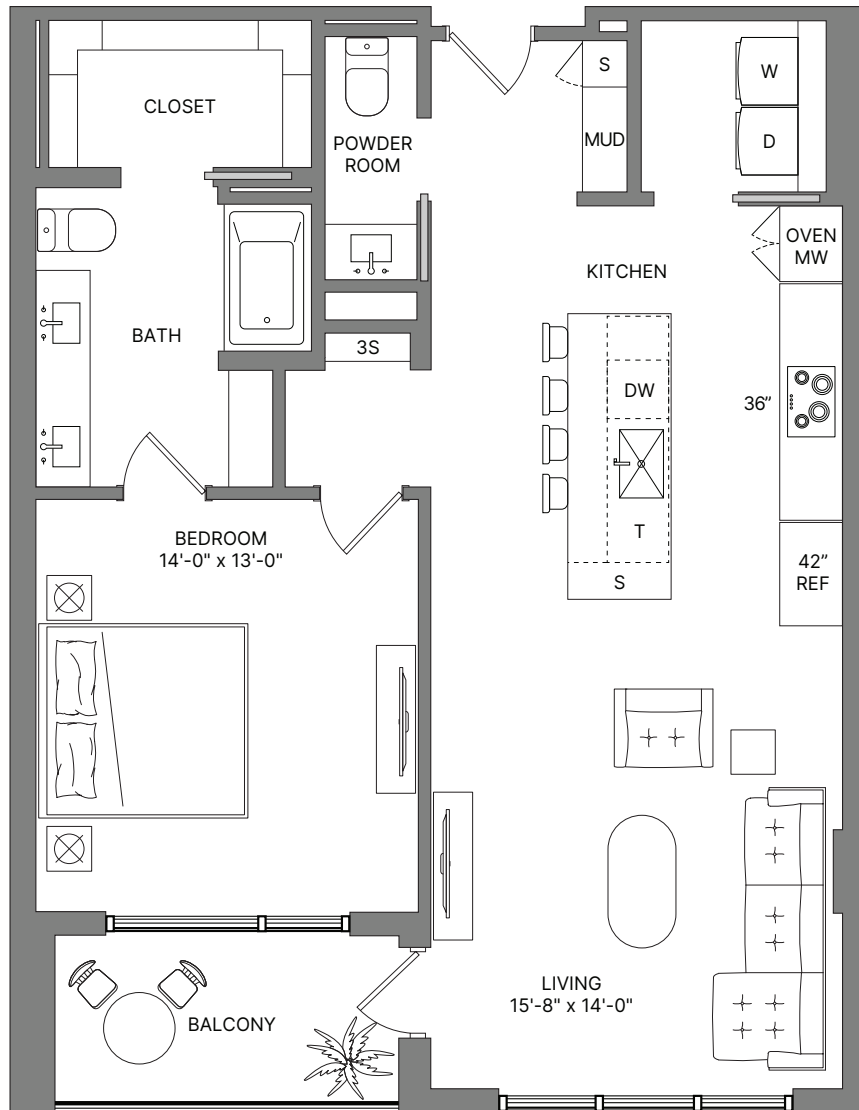 CLOSET
POWDER
ROOM
S
MUD
W
D
OVEN
MW
KITCHEN
BATH
3S
DW
36”
T
S
42”
REF
BEDROOM
14'-0" x 13'-0"
LIVING
15'-8" x 14'-0"
BALCONY